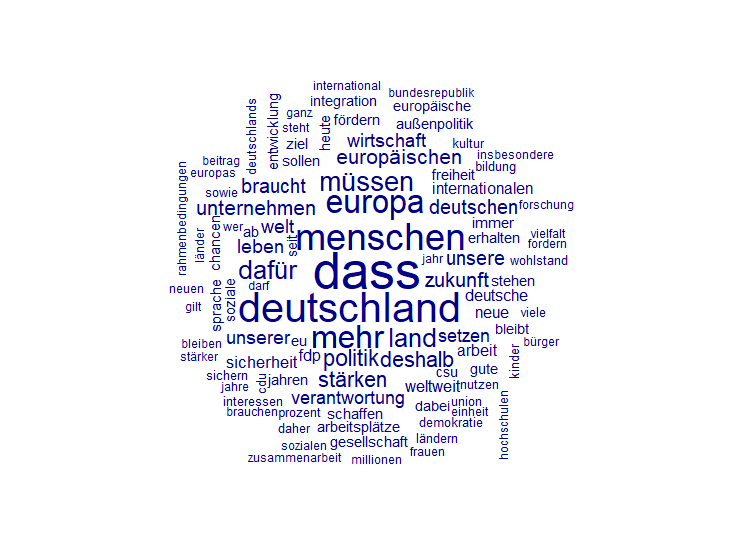 international
bundesrepublik
integration
europäische
ganz
fördern
außenpolitik
steht
heute
entwicklung
deutschlands
ziel
wirtschaft
kultur
beitrag
sollen
europäischen
insbesondere
europas
bildung
rahmenbedingungen
sowie
braucht
müssen
freiheit
internationalen
unternehmen
europa
deutschen
forschung
chancen
wer
ab
welt
immer
länder
leben
seit
menschen
erhalten
vielfalt
fordern
dafür
dass
jahr
unsere
wohlstand
neuen
sprache
soziale
darf
zukunft
stehen
gilt
deutschland
deutsche
neue
viele
bleiben
unserer
eu
mehr
land
setzen
bleibt
bürger
stärker
sicherheit
fdp
politik
deshalb
arbeit
kinder
sichern
cdu
jahren
stärken
csu
gute
jahre
weltweit
nutzen
interessen
verantwortung
dabei
union
brauchen
prozent
schaffen
einheit
hochschulen
daher
arbeitsplätze
demokratie
sozialen
gesellschaft
ländern
zusammenarbeit
millionen
frauen